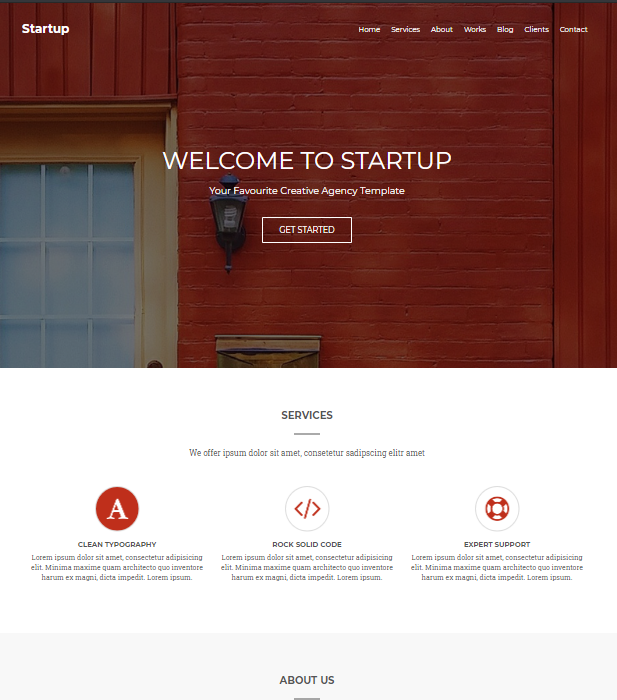 Startup
Home Services About Works Blog Clients Contact
WELCOME TO STARTUP
Your Favourite Creative Agency Template
GET STARTED
SERVICES
We offer ipsum dolor sit amet, consetetur sadipscing elitr amet
A
CLEAN TYPOGRAPHY
Lorem ipsum dolor sit amet, consectetur adipisicing
elit. Minima maxime quam architecto quo inventore
harum ex magni, dicta impedit. Lorem ipsum.
</>
ROCK SOLID CODE
Lorem ipsum dolor sit amet, consectetur adipisicing
elit. Minima maxime quam architecto quo inventore
harum ex magni, dicta impedit. Lorem ipsum.
EXPERT SUPPORT
Lorem ipsum dolor sit amet, consectetur adipisicing
elit. Minima maxime quam architecto quo inventore
harum ex magni, dicta impedit. Lorem ipsum.
ABOUT US